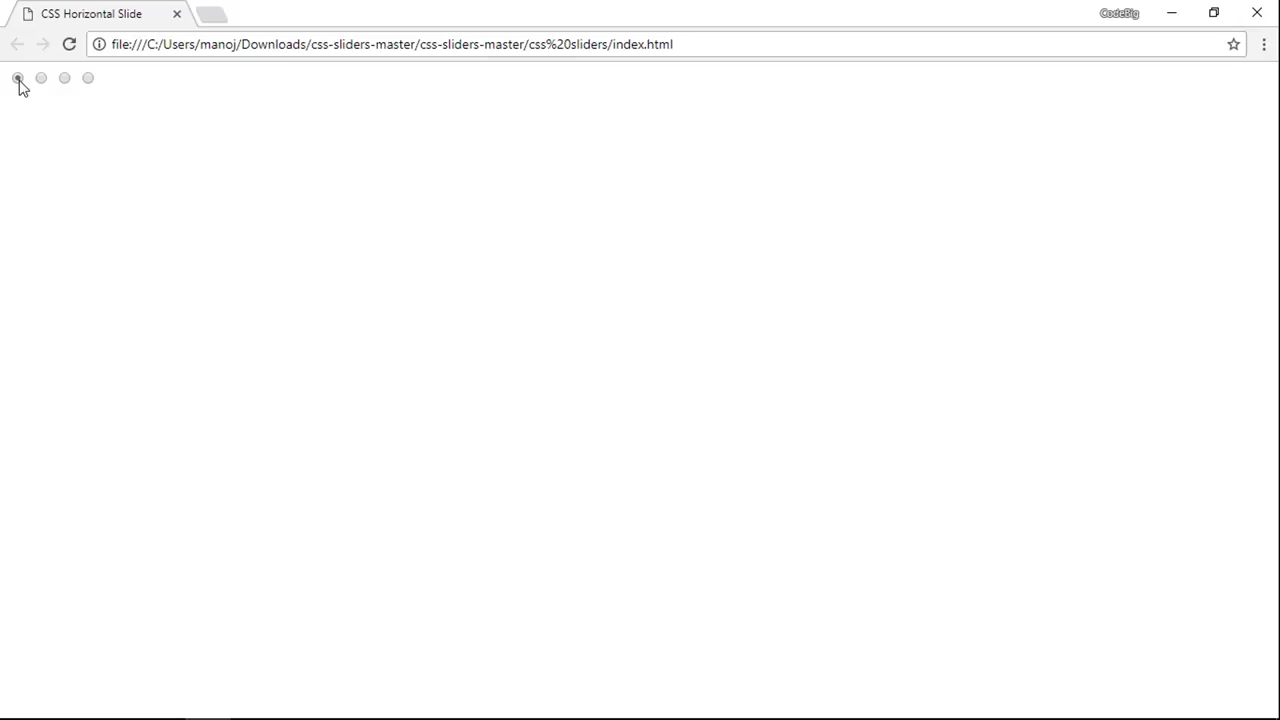 CSS Horizontal Slide
CodeBig
file:///C:/Users/manoj/Downloads/css-sliders-master/css-sliders-master/css%20sliders/index.html